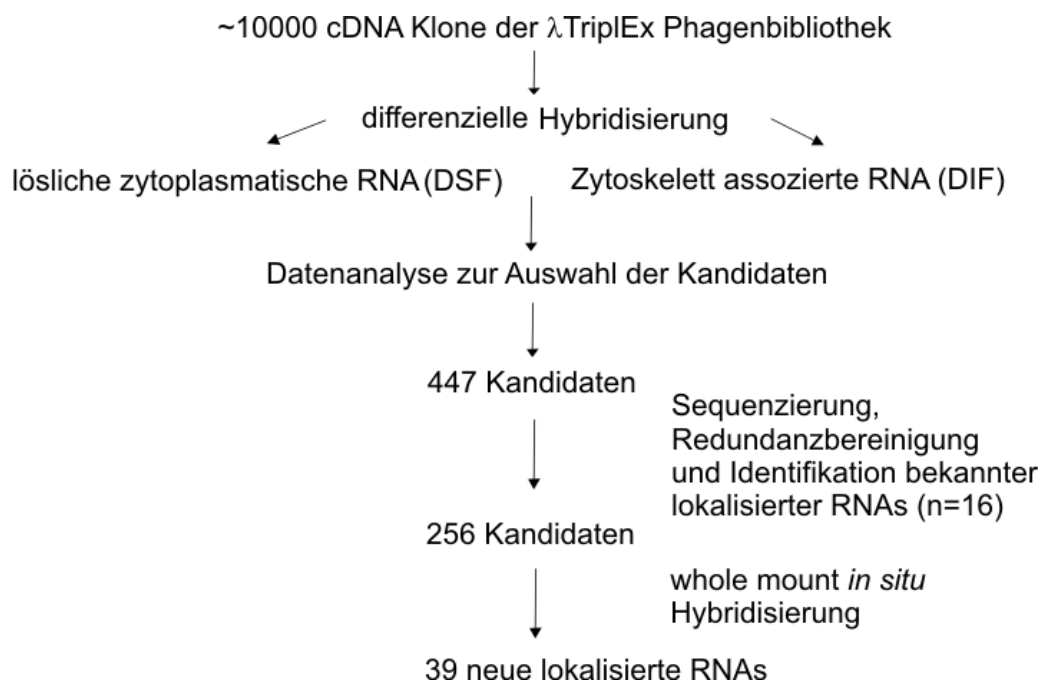 ~10000 cDNA Klone der λTriplEx Phagenbibliothek
differenzielle Hybridisierung
lösliche zytoplasmatische RNA (DSF)
Zytoskelett assozierte RNA (DIF)
Datenanalyse zur Auswahl der Kandidaten
447 Kandidaten
Sequenzierung,
Redundanzbereinigung
und Identifikation bekannter
lokalisierter RNAs (n=16)
256 Kandidaten
whole mount in situ
Hybridisierung
39 neue lokalisierte RNAs